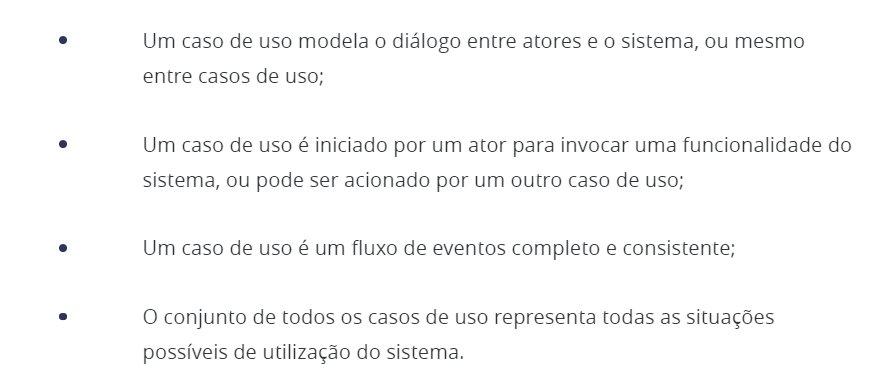 Um caso de uso modela o diálogo entre atores e o sistema, ou mesmo
entre casos de uso;
Um caso de uso é iniciado por um ator para invocar uma funcionalidade do
sistema, ou pode ser acionado por um outro caso de uso;
Um caso de uso é um fluxo de eventos completo e consistente;
O conjunto de todos os casos de uso representa todas as situações
possíveis de utilização do sistema.